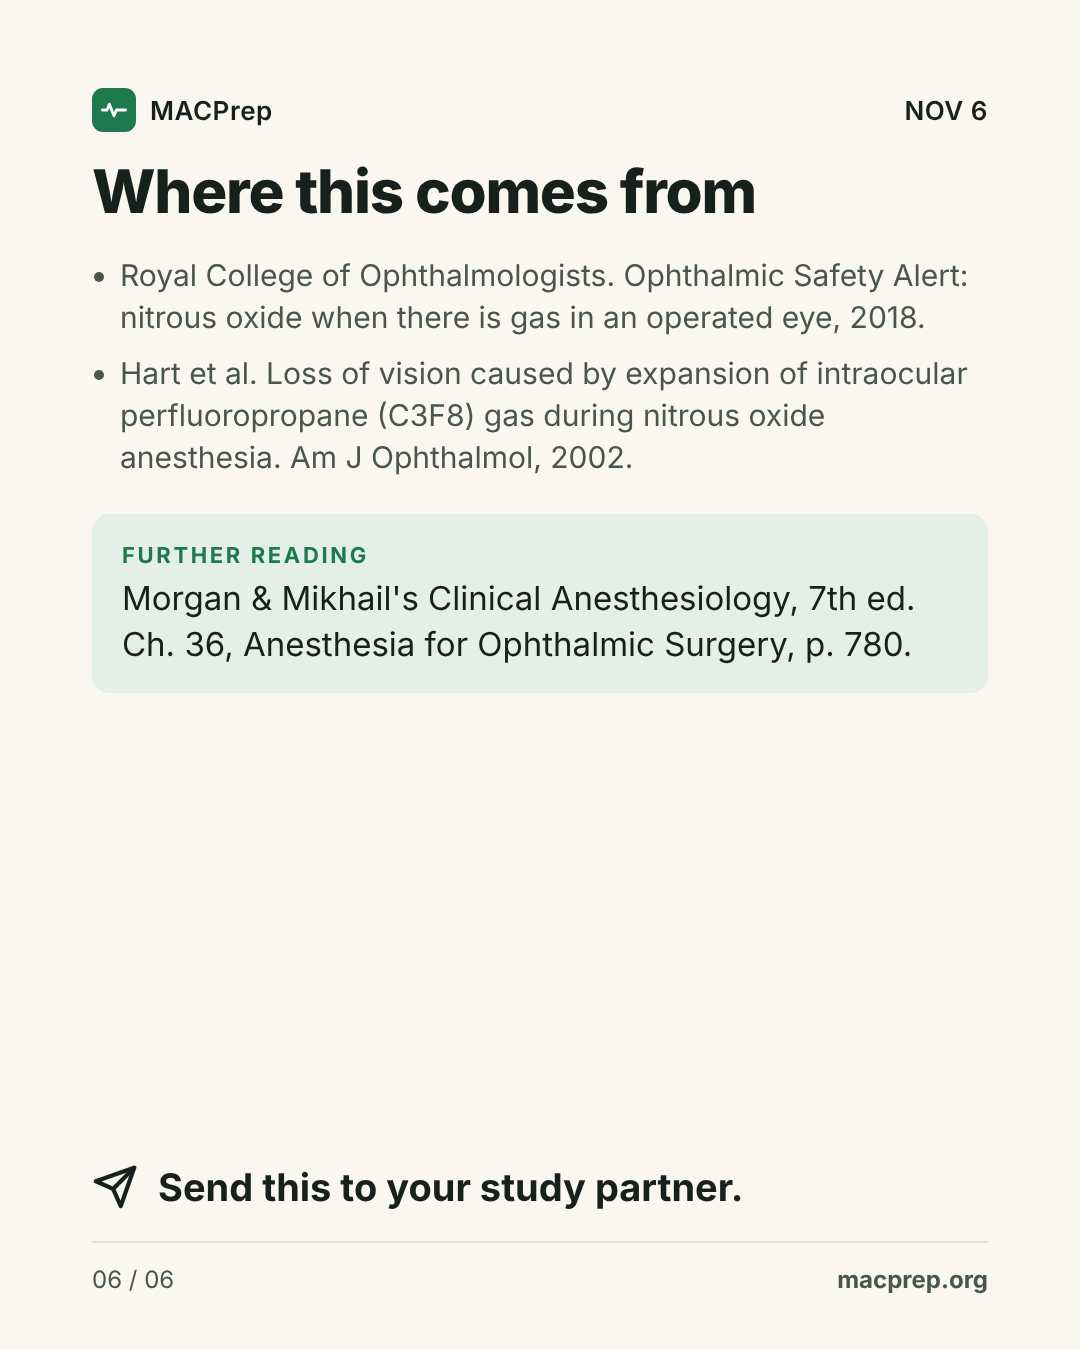 MACPrep
NOV 6
Where this comes from
• Royal College of Ophthalmologists. Ophthalmic Safety Alert:
nitrous oxide when there is gas in an operated eye, 2018.
• Hart et al. Loss of vision caused by expansion of intraocular
perfluoropropane (C3F8) gas during nitrous oxide
anesthesia. Am J Ophthalmol, 2002.
FURTHER READING
Morgan & Mikhail's Clinical Anesthesiology, 7th ed.
Ch. 36, Anesthesia for Ophthalmic Surgery, p. 780.
Send this to your study partner.
06 / 06
macprep.org